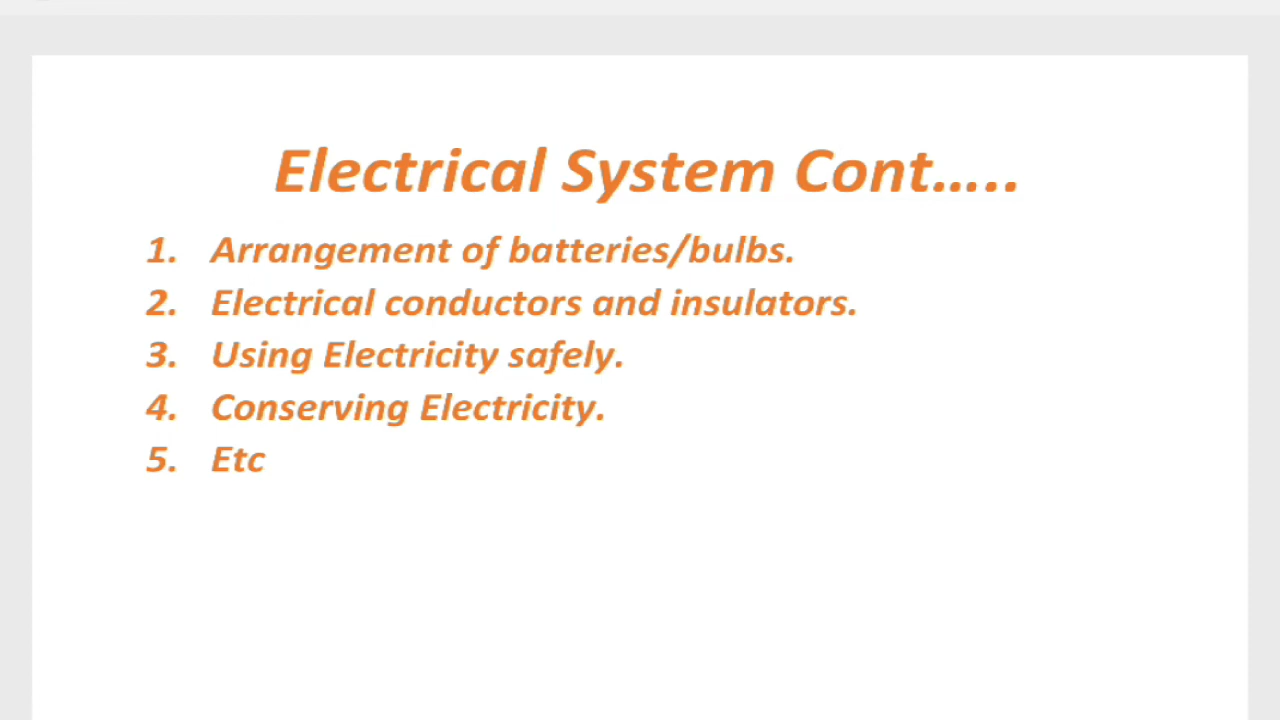 Electrical System Cont.....
1. Arrangement of batteries/bulbs.
2. Electrical conductors and insulators.
3. Using Electricity safely.
4. Conserving Electricity.
5. Etc